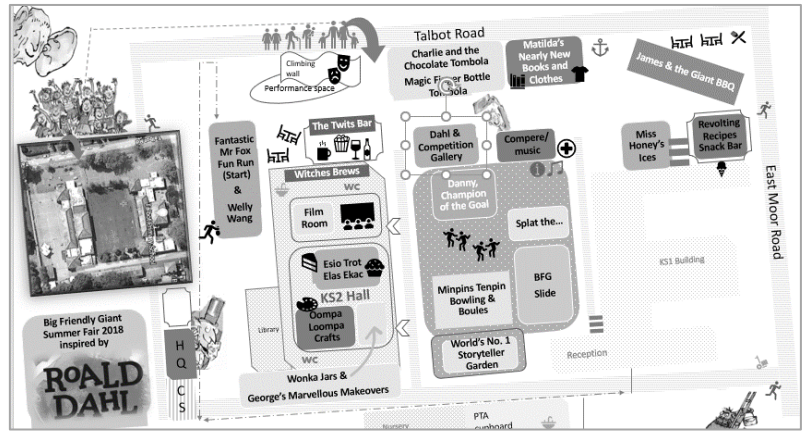 Talbot Road
Climbing
wall
Performance space
Charlie and the
Chocolate Tombola
Magic Finger Bottle
Tombola
Matilda's
Nearly New
Books and
Clothes
James & the Giant BBQ
Fantastic
Mr Fox
Fun Run
(Start)
&
Welly
Wang
The Twits Bar
Witches Brews
Dahl &
Competition
Gallery
Compere/
music
Miss
Honey's
Ices
Revolting
Recipes
Snack Bar
East Moor Road
WC
Film
Room
Danny,
Champion
of the Goal
Splat the...
Esio Trot
Elas Ekac
KS2 Hall
Oompa
Loompa
Crafts
Minpins Tenpin
Bowling &
Boules
BFG
Slide
KS1 Building
Library
WC
World's No. 1
Storyteller
Garden
Reception
Big Friendly Giant
Summer Fair 2018
inspired by
ROALD
DAHL
H
Q
C
S
Wonka Jars &
George's Marvellous Makeovers
Nursery
PTA
cupboard